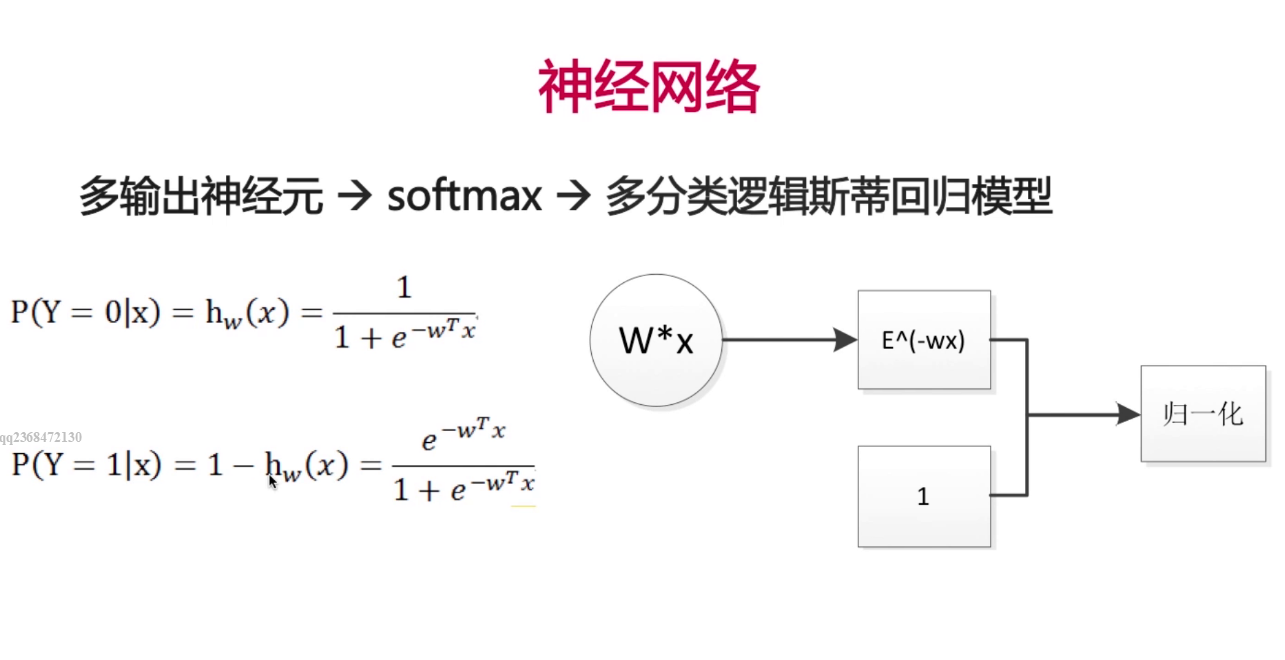 神经网络
多输出神经元 → softmax → 多分类逻辑斯蒂回归模型
P(Y = 0|x) = h_w(x) = \frac{1}{1 + e^{-w^T x}}
qq2368472130
P(Y = 1|x) = 1 − h_w(x) = \frac{e^{-w^T x}}{1 + e^{-w^T x}}
W*x
E^(-wx)
1
归一化